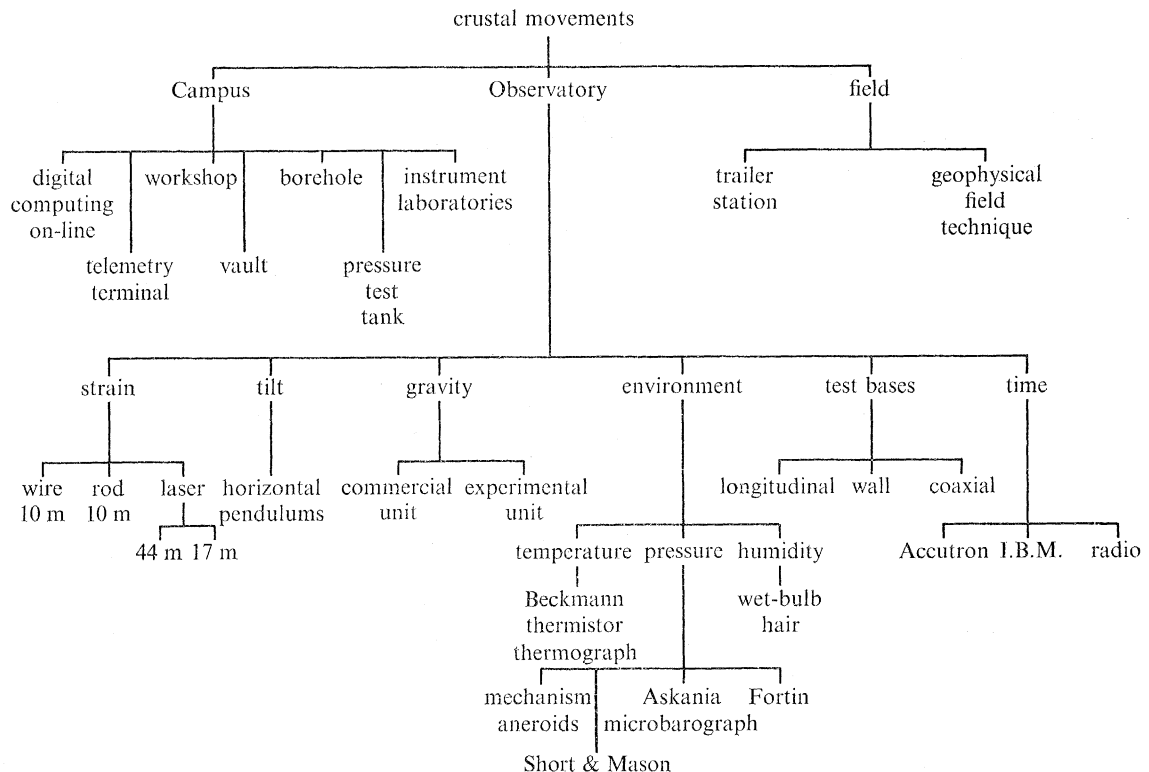 crustal movements
Campus Observatory field
digital computing on-line
workshop
borehole
instrument laboratories
trailer station
geophysical field technique
telemetry terminal
vault
pressure test tank
strain tilt gravity environment test bases time
wire 10 m
rod 10 m
laser
horizontal pendulums
commercial unit
experimental unit
longitudinal wall coaxial
44 m 17 m
temperature pressure humidity
Accutron I.B.M. radio
Beckmann thermistor thermograph
wet-bulb hair
mechanism aneroids
Askania microbarograph
Fortin
Short & Mason